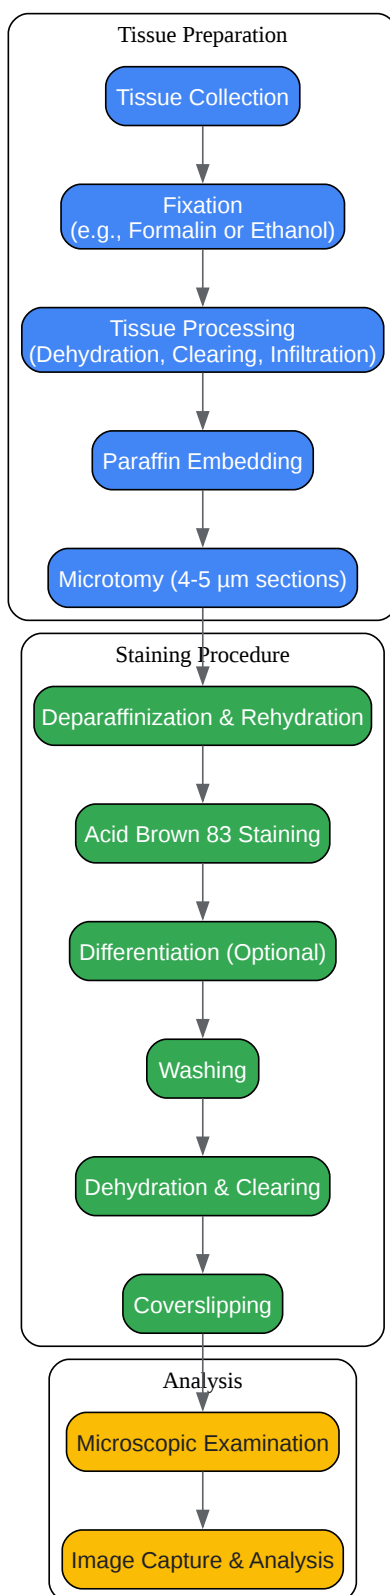 Tissue Preparation
Tissue Collection
Fixation
(e.g., Formalin or Ethanol)
Tissue Processing
(Dehydration, Clearing, Infiltration)
Paraffin Embedding
Microtomy (4-5 µm sections)
Staining Procedure
Deparaffinization & Rehydration
Acid Brown 83 Staining
Differentiation (Optional)
Washing
Dehydration & Clearing
Coverslipping
Analysis
Microscopic Examination
Image Capture & Analysis